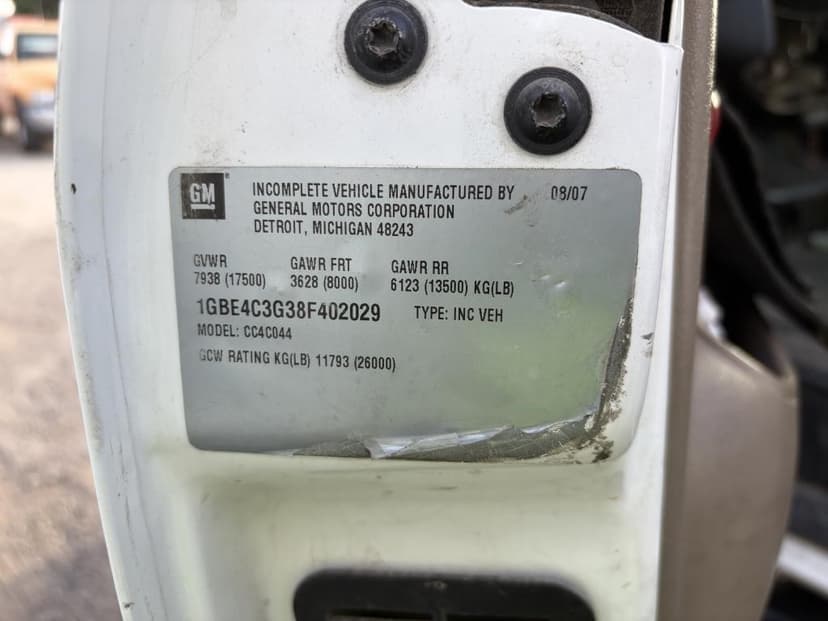 GM
INCOMPLETE VEHICLE MANUFACTURED BY 08/07
GENERAL MOTORS CORPORATION
DETROIT, MICHIGAN 48243
GVWR GAWR FRT GAWR RR
7938 (17500) 3628 (8000) 6123 (13500) KG(LB)
1GBE4C3G38F402029 TYPE: INC VEH
MODEL: CC4C044
GCW RATING KG(LB) 11793 (26000)